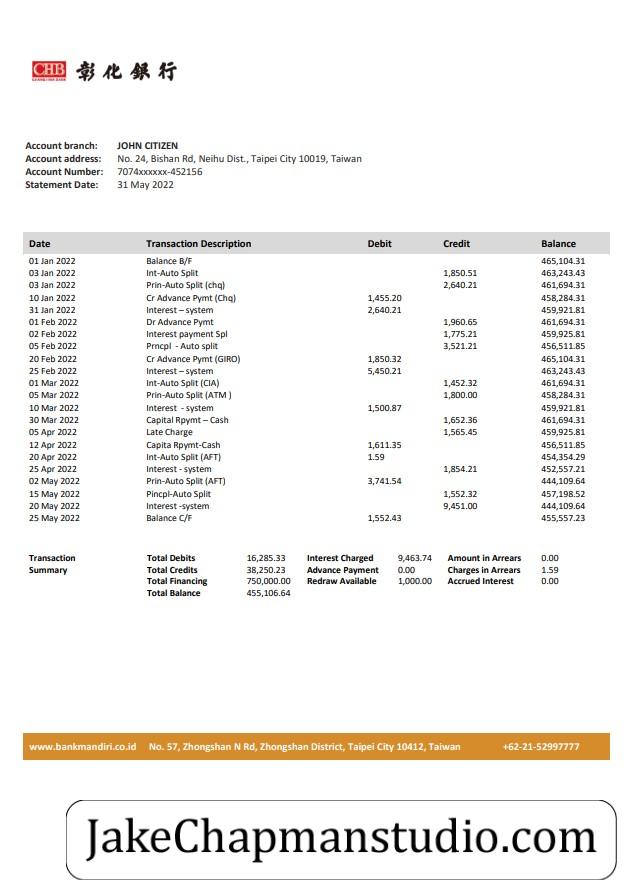 CHB 彰化銀行
CHANG HWA BANK
Account branch: JOHN CITIZEN
Account address: No. 24, Bishan Rd, Neihu Dist., Taipei City 10019, Taiwan
Account Number: 7074xxxxxx-452156
Statement Date: 31 May 2022
Date Transaction Description Debit Credit Balance
01 Jan 2022 Balance B/F 465,104.31
03 Jan 2022 Int-Auto Split 1,850.51 463,243.43
03 Jan 2022 Prin-Auto Split (chq) 2,640.21 461,694.31
10 Jan 2022 Cr Advance Pymt (Chq) 1,455.20 458,284.31
31 Jan 2022 Interest – system 2,640.21 459,921.81
01 Feb 2022 Dr Advance Pymt 1,960.65 461,694.31
02 Feb 2022 Interest payment Spl 1,775.21 459,925.81
05 Feb 2022 Prncpl - Auto split 3,521.21 456,511.85
20 Feb 2022 Cr Advance Pymt (GIRO) 1,850.32 465,104.31
25 Feb 2022 Interest – system 5,450.21 463,243.43
01 Mar 2022 Int-Auto Split (CIA) 1,452.32 461,694.31
05 Mar 2022 Prin-Auto Split (ATM ) 1,800.00 458,284.31
10 Mar 2022 Interest - system 1,500.87 459,921.81
30 Mar 2022 Capital Rpymt – Cash 1,652.36 461,694.31
05 Apr 2022 Late Charge 1,565.45 459,925.81
12 Apr 2022 Capita Rpymt-Cash 1,611.35 456,511.85
20 Apr 2022 Int-Auto Split (AFT) 1.59 454,354.29
25 Apr 2022 Interest - system 1,854.21 452,557.21
02 May 2022 Prin-Auto Split (AFT) 3,741.54 444,109.64
15 May 2022 Pincpl-Auto Split 1,552.32 457,198.52
20 May 2022 Interest -system 9,451.00 444,109.64
25 May 2022 Balance C/F 1,552.43 455,557.23
Transaction Total Debits 16,285.33 Interest Charged 9,463.74 Amount in Arrears 0.00
Summary Total Credits 38,250.23 Advance Payment 0.00 Charges in Arrears 1.59
Total Financing 750,000.00 Redraw Available 1,000.00 Accrued Interest 0.00
Total Balance 455,106.64
www.bankmandiri.co.id No. 57, Zhongshan N Rd, Zhongshan District, Taipei City 10412, Taiwan +62-21-52997777
JakeChapmanstudio.com